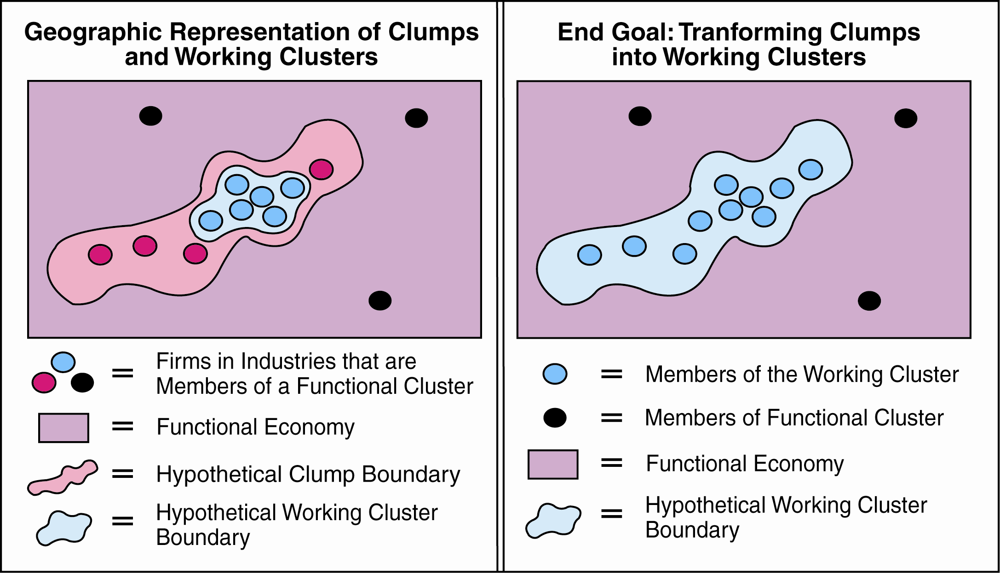 Geographic Representation of Clumps
and Working Clusters
=
Firms in Industries that are
Members of a Functional Cluster
=
Functional Economy
=
Hypothetical Clump Boundary
=
Hypothetical Working Cluster
Boundary
End Goal: Tranforming Clumps
into Working Clusters
=
Members of the Working Cluster
=
Members of Functional Cluster
=
Functional Economy
=
Hypothetical Working Cluster
Boundary